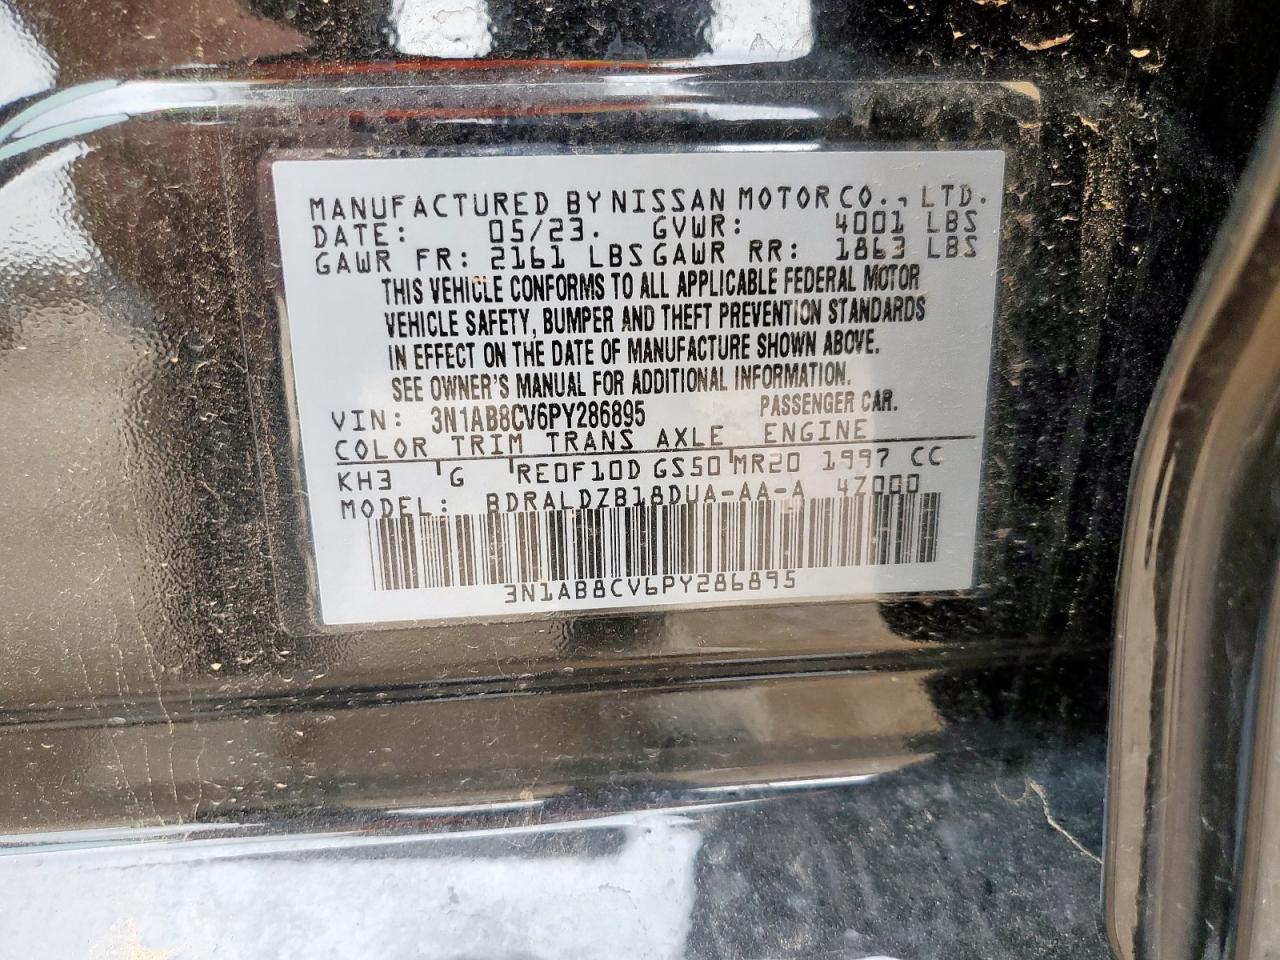 MANUFACTURED BY NISSAN MOTOR CO., LTD.
DATE: 05/23. GVWR: 4001 LBS
GAWR FR: 2161 LBS GAWR RR: 1863 LBS
THIS VEHICLE CONFORMS TO ALL APPLICABLE FEDERAL MOTOR
VEHICLE SAFETY, BUMPER AND THEFT PREVENTION STANDARDS
IN EFFECT ON THE DATE OF MANUFACTURE SHOWN ABOVE.
SEE OWNER'S MANUAL FOR ADDITIONAL INFORMATION.
VIN: 3N1AB8CV6PY286895 PASSENGER CAR.
COLOR TRIM TRANS AXLE ENGINE
KH3 G RE0F10D GS50 MR20 1997 CC
MODEL: BDRALDZB18DUA-AA-A 4Z000
3N1AB8CV6PY286895